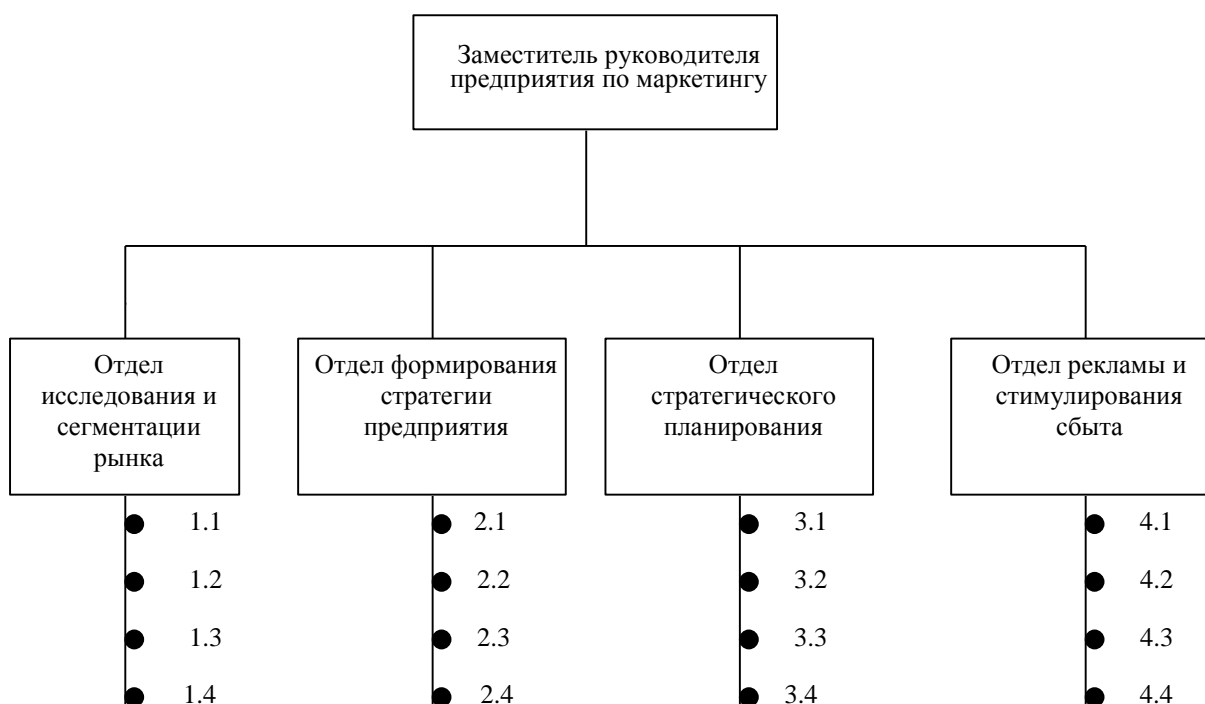 Заместитель руководителя
предприятия по маркетингу
Отдел
исследования и
сегментации
рынка
Отдел формирования
стратегии
предприятия
Отдел
стратегического
планирования
Отдел рекламы и
стимулирования
сбыта
1.1
2.1
3.1
4.1
1.2
2.2
3.2
4.2
1.3
2.3
3.3
4.3
1.4
2.4
3.4
4.4